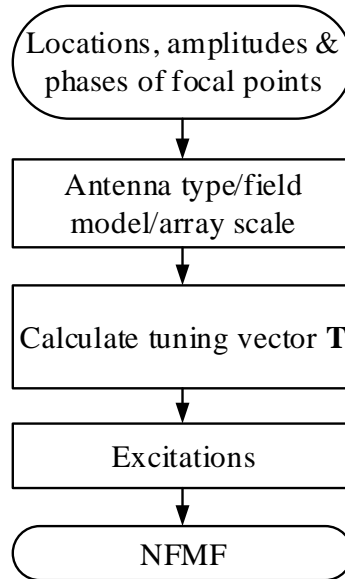 Locations, amplitudes &
phases of focal points
Antenna type/field
model/array scale
Calculate tuning vector T
Excitations
NFMF